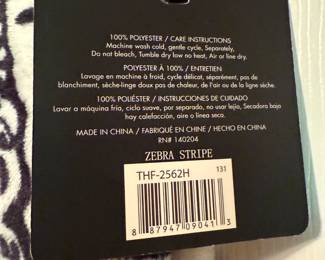 100% POLYESTER / CARE INSTRUCTIONS
Machine wash cold, gentle cycle, Separately,
Do not bleach, Tumble dry low no heat, Air or line dry.
POLYESTER À 100% / ENTRETIEN
Lavage en machine à froid, cycle délicat, séparément, pas de
blanchiment, sèche-linge doux pas de chaleur, de l'air ou de la ligne sèche.
100% POLIÉSTER / INSTRUCCIONES DE CUIDADO
Lavar a máquina fría, ciclo suave, por separado, no usar lejía, Secadora baja
hay calefacción, aire o línea seca.
MADE IN CHINA / FABRIQUÉ EN CHINE / HECHO EN CHINA
RN# 140204
ZEBRA STRIPE
THF-2562H 131
8 87947 09041 3